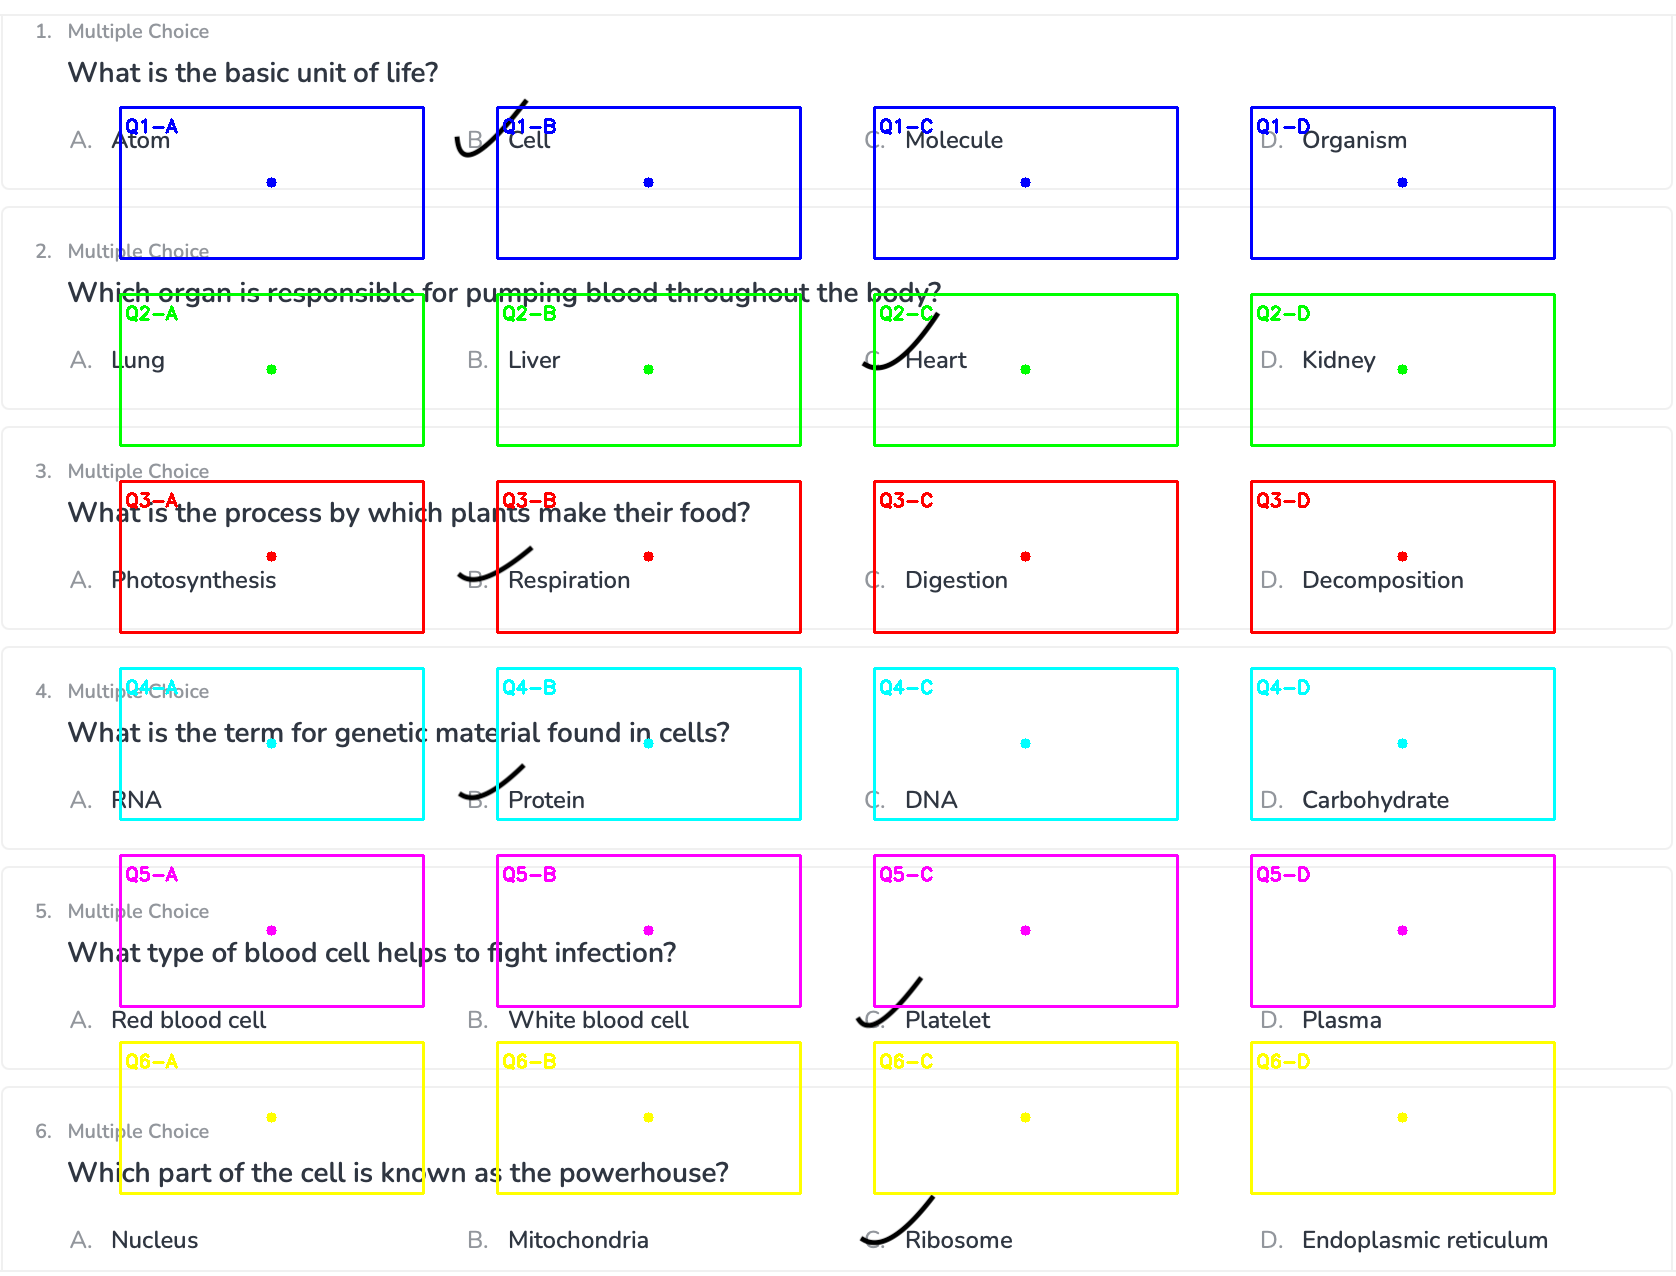 1. Multiple Choice
What is the basic unit of life?
Q1-A Q1-B Q1-C Q1-D
A. Atom B. Cell C. Molecule D. Organism
2. Multiple Choice
Which organ is responsible for pumping blood throughout the body?
Q2-A Q2-B Q2-C Q2-D
A. Lung B. Liver C. Heart D. Kidney
3. Multiple Choice
Q3-A Q3-B Q3-C Q3-D
What is the process by which plants make their food?
A. Photosynthesis B. Respiration C. Digestion D. Decomposition
Q4-A Q4-B Q4-C Q4-D
4. Multiple Choice
What is the term for genetic material found in cells?
A. RNA B. Protein C. DNA D. Carbohydrate
Q5-A Q5-B Q5-C Q5-D
5. Multiple Choice
What type of blood cell helps to fight infection?
A. Red blood cell B. White blood cell C. Platelet D. Plasma
Q6-A Q6-B Q6-C Q6-D
6. Multiple Choice
Which part of the cell is known as the powerhouse?
A. Nucleus B. Mitochondria C. Ribosome D. Endoplasmic reticulum